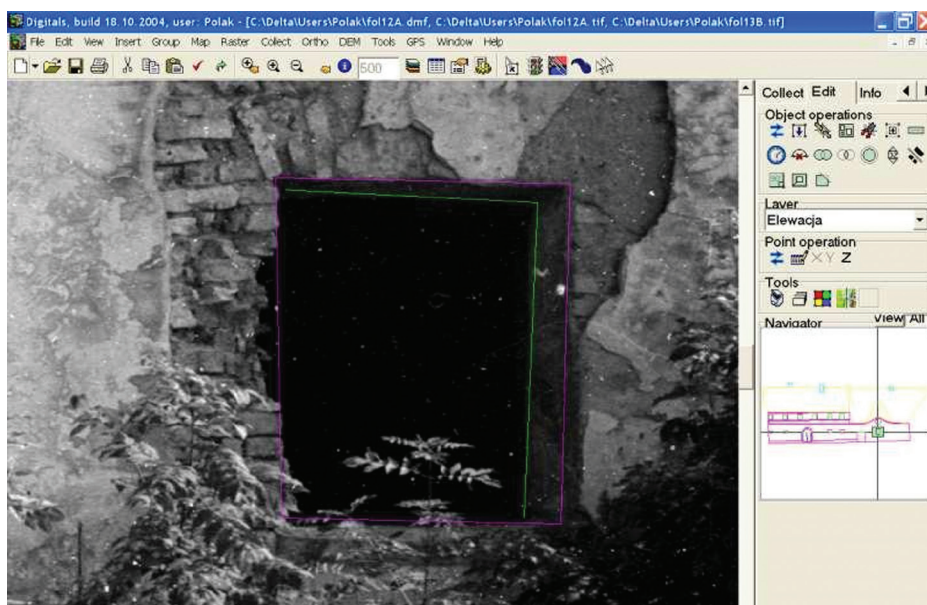 Digitals, build 18.10.2004, user: Polak - [C:\Delta\Users\Polak\fol12A.dmf, C:\Delta\Users\Polak\fol12A.tif, C:\Delta\Users\Polak\fol13B.tif]
File Edit View Insert Group Map Raster Collect Ortho DEM Tools GPS Window Help
500
Collect Edit Info
Object operations
Layer
Elewacja
Point operation
X Y Z
Tools
Navigator View All